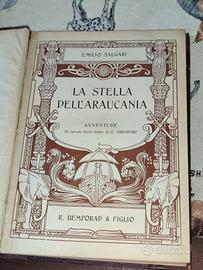 EMILIO SALGARI
LA STELLA
DELL'ARAUCANIA
AVVENTURE
R. BEMPORAD & FIGLIO